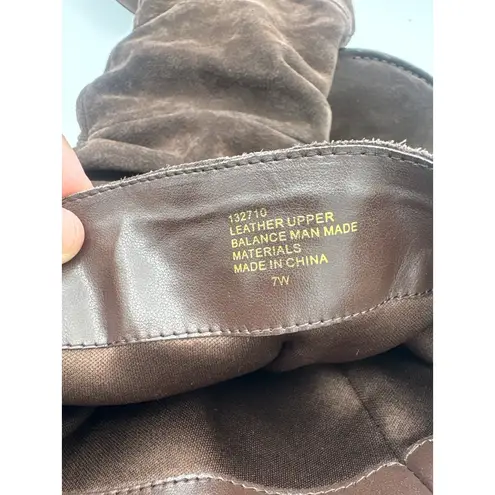 132710
LEATHER UPPER
BALANCE MAN MADE
MATERIALS
MADE IN CHINA
7W